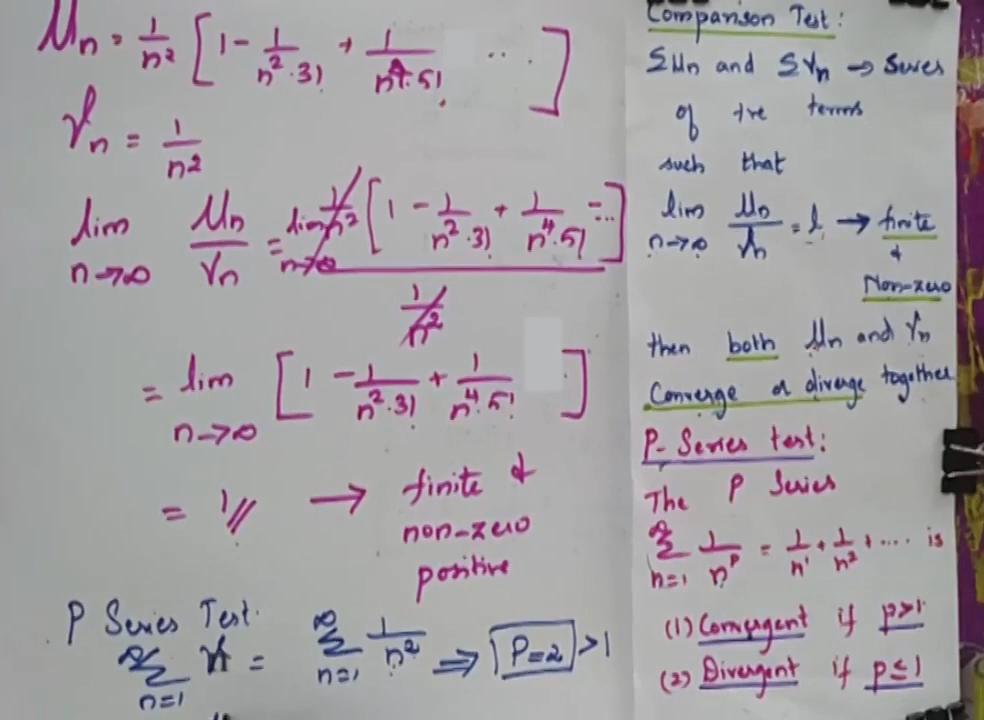 Un = 1/n² [1 - 1/n²·3! + 1/n⁴·5! ... ]
Vn = 1/n²
lim n→∞ Un/Vn = lim n→∞ 1/n² [1 - 1/n²·3! + 1/n⁴·5! - ...] / 1/n²
= lim n→∞ [1 - 1/n²·3! + 1/n⁴·5! ]
= 1// → finite &
non-zero
positive
P Series Test.
∞ Σ n=1 Vn = ∞ Σ n=1 1/n² ⇒ P=2 >1
Comparison Test:
ΣUn and ΣVn → Series
of +ve terms
such that
lim n→∞ Un/Vn = l → finite
&
Non-zero
then both Un and Vn
Converge or diverge together
P-Series test:
The P Series
∞ Σ n=1 1/n^p = 1/n¹ + 1/n² + .... is
(1) Convergent if p>1
(2) Divergent if p≤1